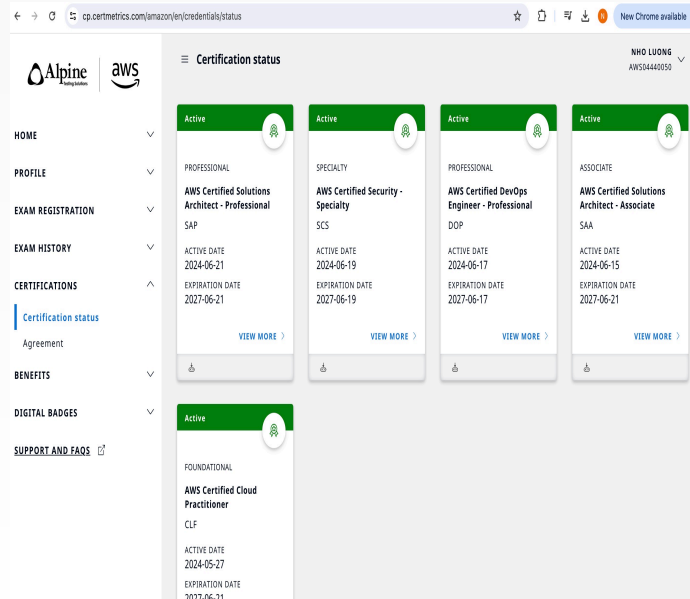 cp.certmetrics.com/amazon/en/credentials/status
N
New Chrome available
Alpine
Testing Solutions
aws
Certification status
NHO LUONG
AWS04440050
HOME
PROFILE
EXAM REGISTRATION
EXAM HISTORY
CERTIFICATIONS
Certification status
Agreement
BENEFITS
DIGITAL BADGES
SUPPORT AND FAQS
Active
PROFESSIONAL
AWS Certified Solutions
Architect - Professional
SAP
ACTIVE DATE
2024-06-21
EXPIRATION DATE
2027-06-21
VIEW MORE
Active
SPECIALTY
AWS Certified Security -
Specialty
SCS
ACTIVE DATE
2024-06-19
EXPIRATION DATE
2027-06-19
VIEW MORE
Active
PROFESSIONAL
AWS Certified DevOps
Engineer - Professional
DOP
ACTIVE DATE
2024-06-17
EXPIRATION DATE
2027-06-17
VIEW MORE
Active
ASSOCIATE
AWS Certified Solutions
Architect - Associate
SAA
ACTIVE DATE
2024-06-15
EXPIRATION DATE
2027-06-21
VIEW MORE
Active
FOUNDATIONAL
AWS Certified Cloud
Practitioner
CLF
ACTIVE DATE
2024-05-27
EXPIRATION DATE
2027-06-21